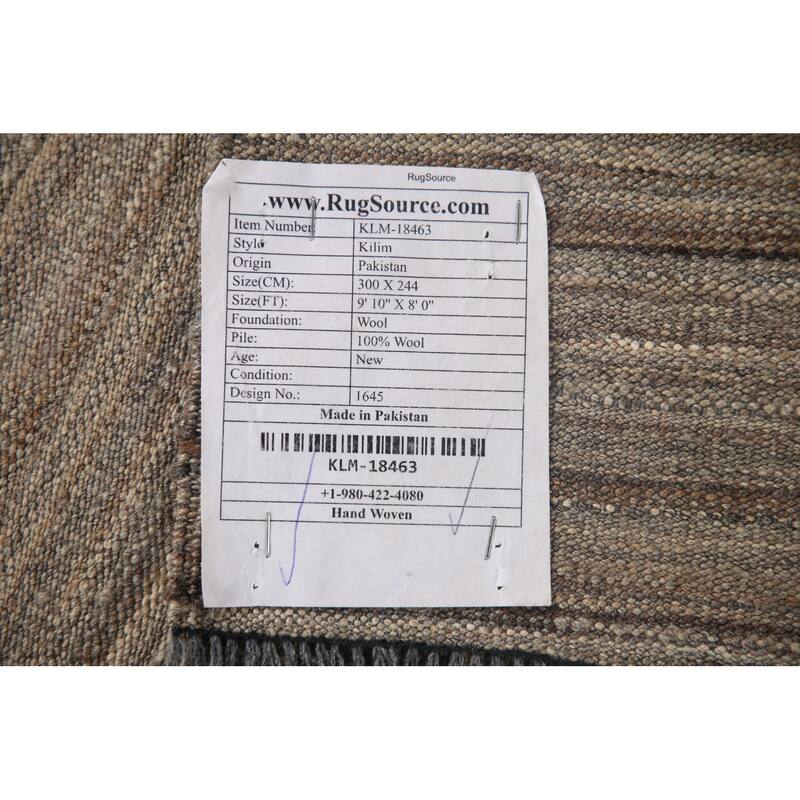 RugSource
www.RugSource.com
Item Number: KLM-18463
Style Kilim
Origin Pakistan
Size(CM): 300 X 244
Size(FT): 9' 10" X 8' 0"
Foundation: Wool
Pile: 100% Wool
Age: New
Condition:
Design No.: 1645
Made in Pakistan
KLM-18463
+1-980-422-4080
Hand Woven